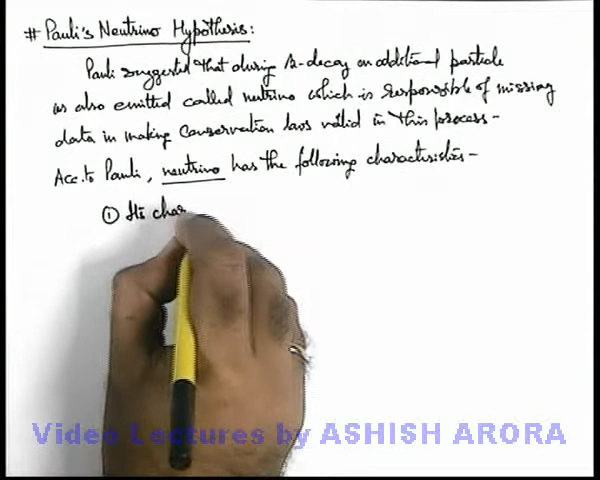 # Pauli's Neutrino Hypothesis:
Pauli suggested that during β-decay an additional particle
is also emitted called neutrino which is responsible of missing
data in making conservation laws valid in this process -
Acc. to Pauli, neutrino has the following characteristics -
① Its char
Video Lectures by ASHISH ARORA